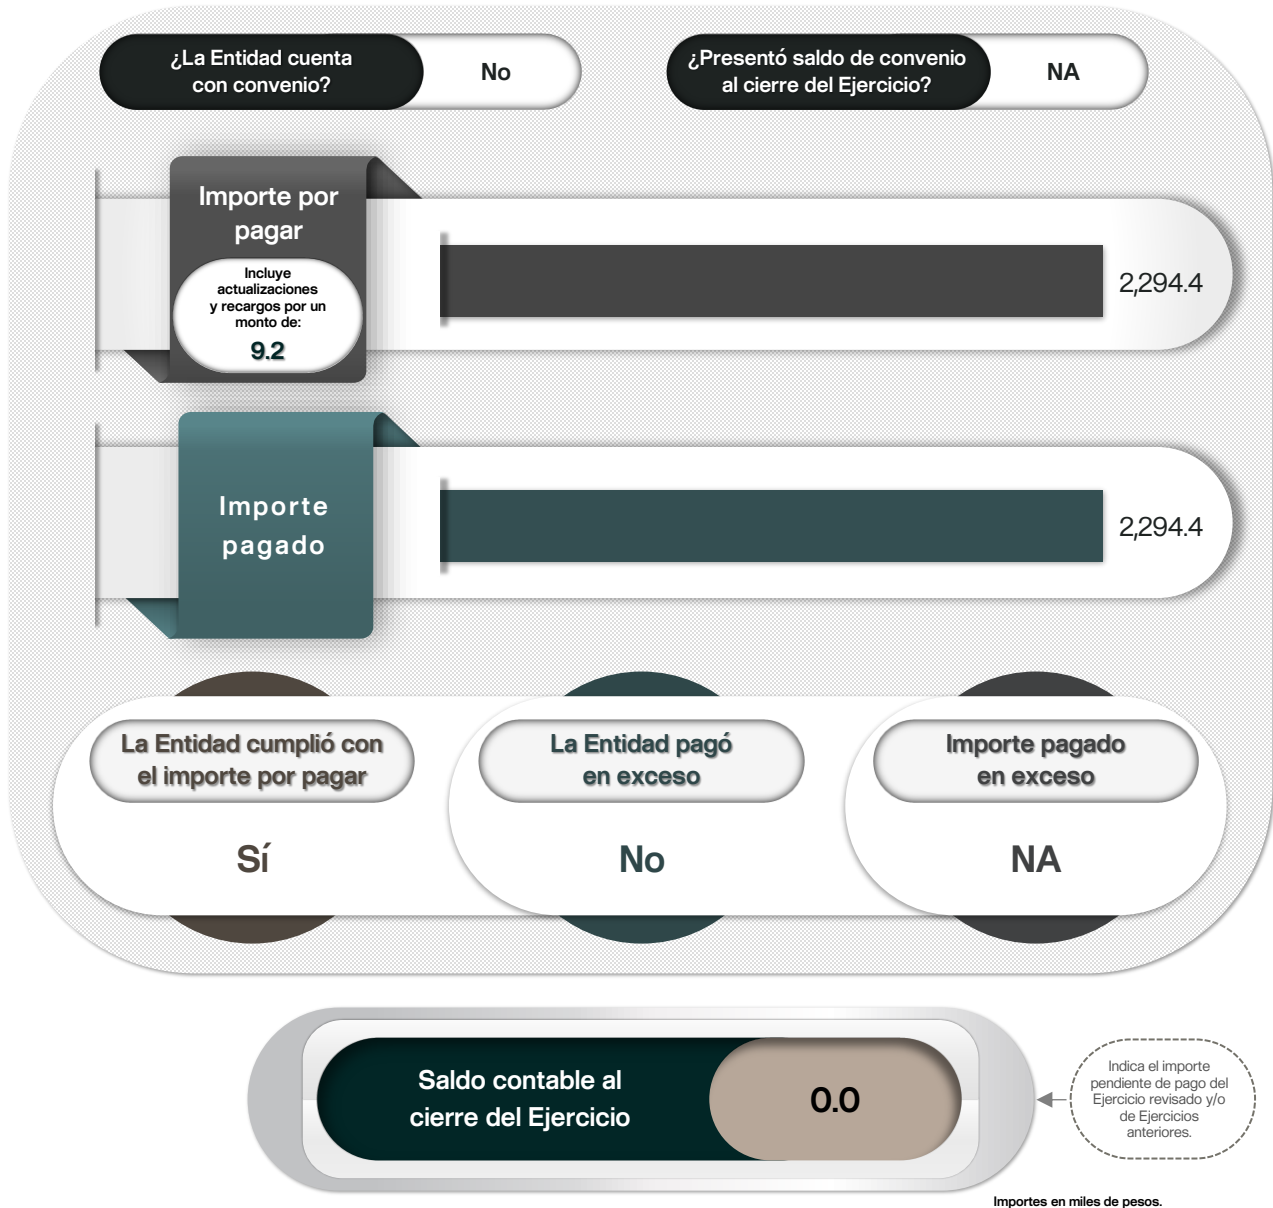 ¿La Entidad cuenta
con convenio?
No
¿Presentó saldo de convenio
al cierre del Ejercicio?
NA
Importe por
pagar
Incluye
actualizaciones
y recargos por un
monto de:
9.2
2,294.4
Importe
pagado
2,294.4
La Entidad cumplió con
el importe por pagar
Sí
La Entidad pagó
en exceso
No
Importe pagado
en exceso
NA
Saldo contable al
cierre del Ejercicio
0.0
Indica el importe
pendiente de pago del
Ejercicio revisado y/o
de Ejercicios
anteriores.
Importes en miles de pesos.